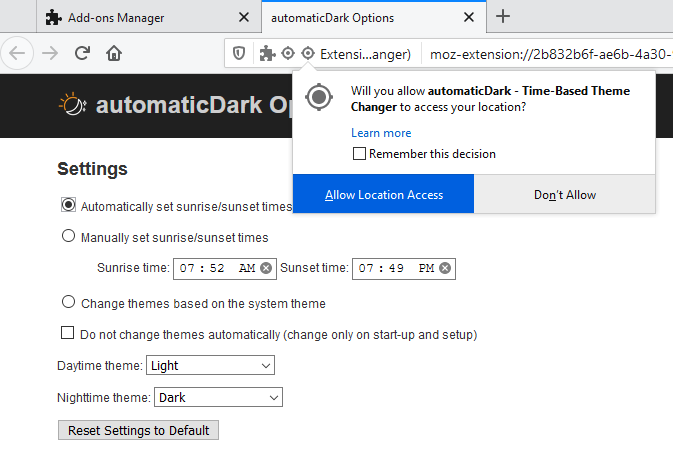 Add-ons Manager
automaticDark Options
Extensi...anger)
moz-extension://2b832b6f-ae6b-4a30-
Will you allow automaticDark - Time-Based Theme
Changer to access your location?
Learn more
Remember this decision
Allow Location Access
Don't Allow
automaticDark Op
Settings
Automatically set sunrise/sunset times
Manually set sunrise/sunset times
Sunrise time: 07 : 52 AM Sunset time: 07 : 49 PM
Change themes based on the system theme
Do not change themes automatically (change only on start-up and setup)
Daytime theme: Light
Nighttime theme: Dark
Reset Settings to Default